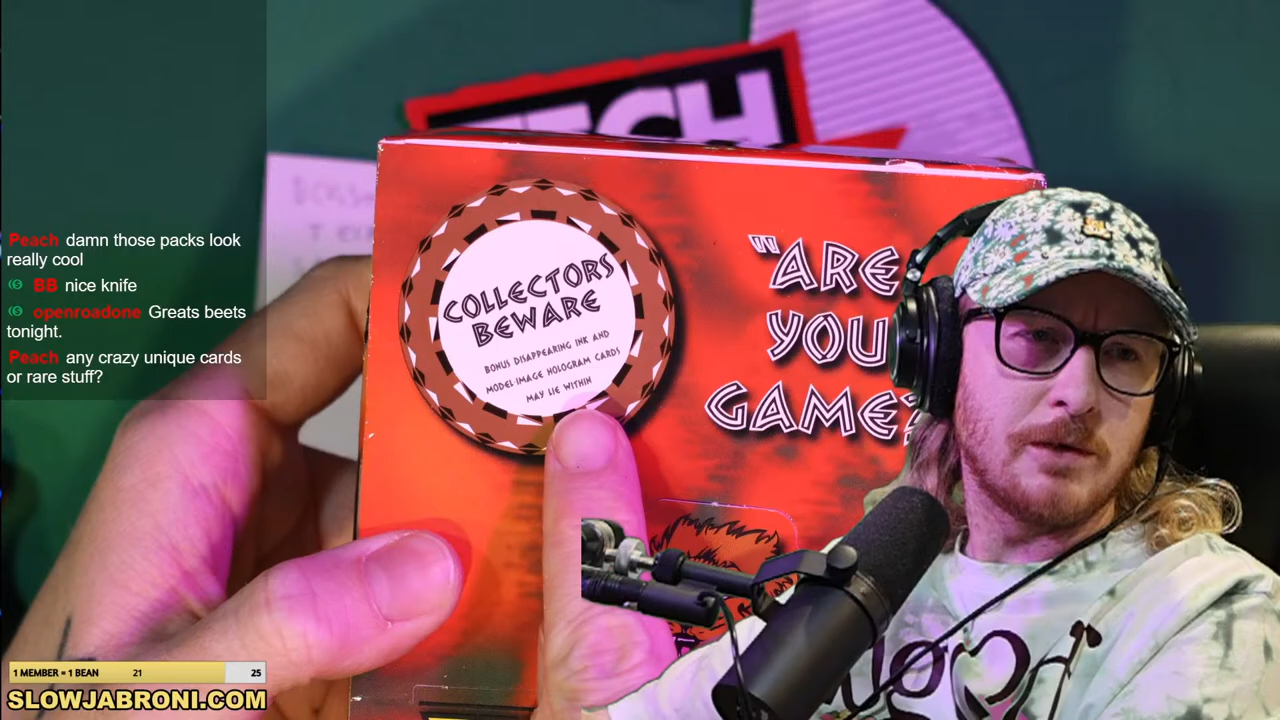 Peach damn those packs look
really cool
BB nice knife
openroadone Greats beets
tonight.
Peach any crazy unique cards
or rare stuff?
COLLECTORS
BEWARE
BONUS DISAPPEARING INK AND
MODEL-IMAGE HOLOGRAM CARDS
MAY LIE WITHIN
"ARE
YOU
GAME?
1 MEMBER = 1 BEAN 21 25
SLOWJABRONI.COM